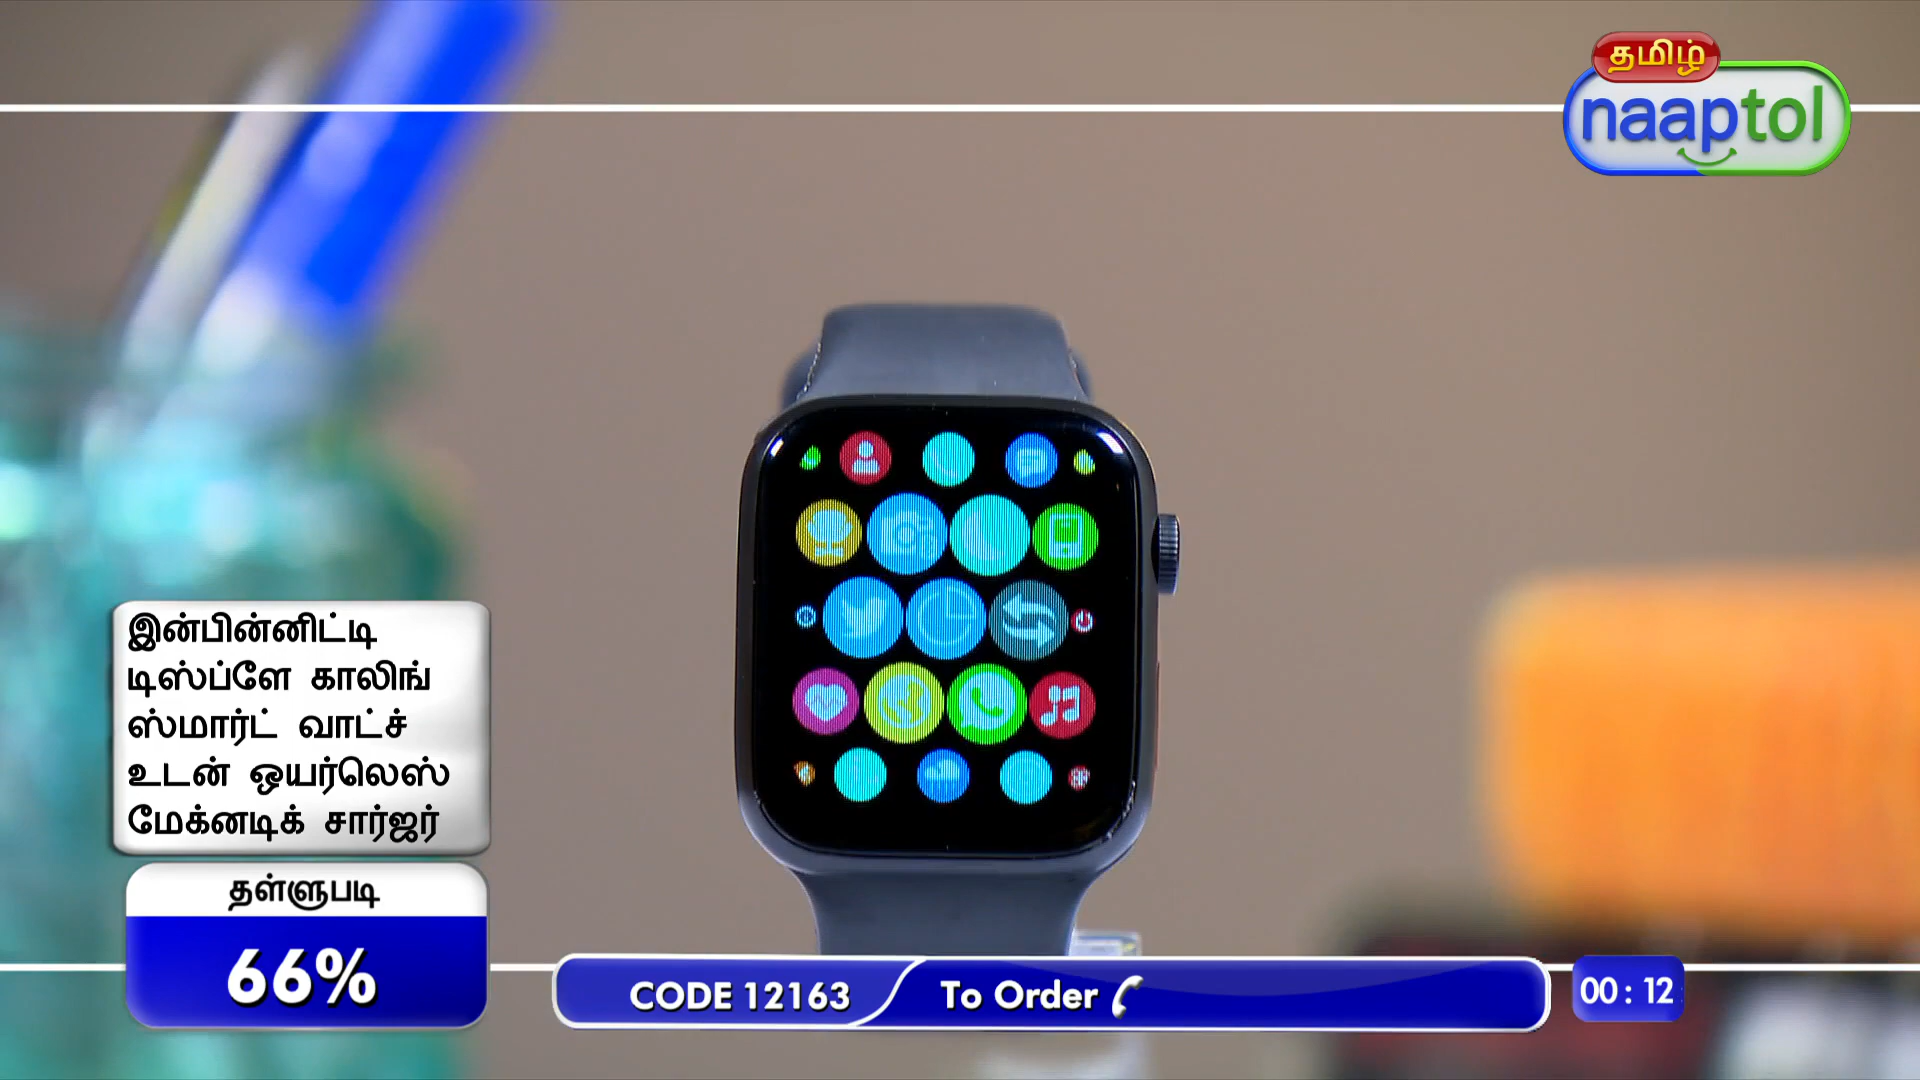 தமிழ்
naaptol
இன்பின்னிட்டி
டிஸ்ப்ளே காலிங்
ஸ்மார்ட் வாட்ச்
உடன் ஒயர்லெஸ்
மேக்னடிக் சார்ஜர்
தள்ளுபடி
66%
CODE 12163
To Order
00 : 12